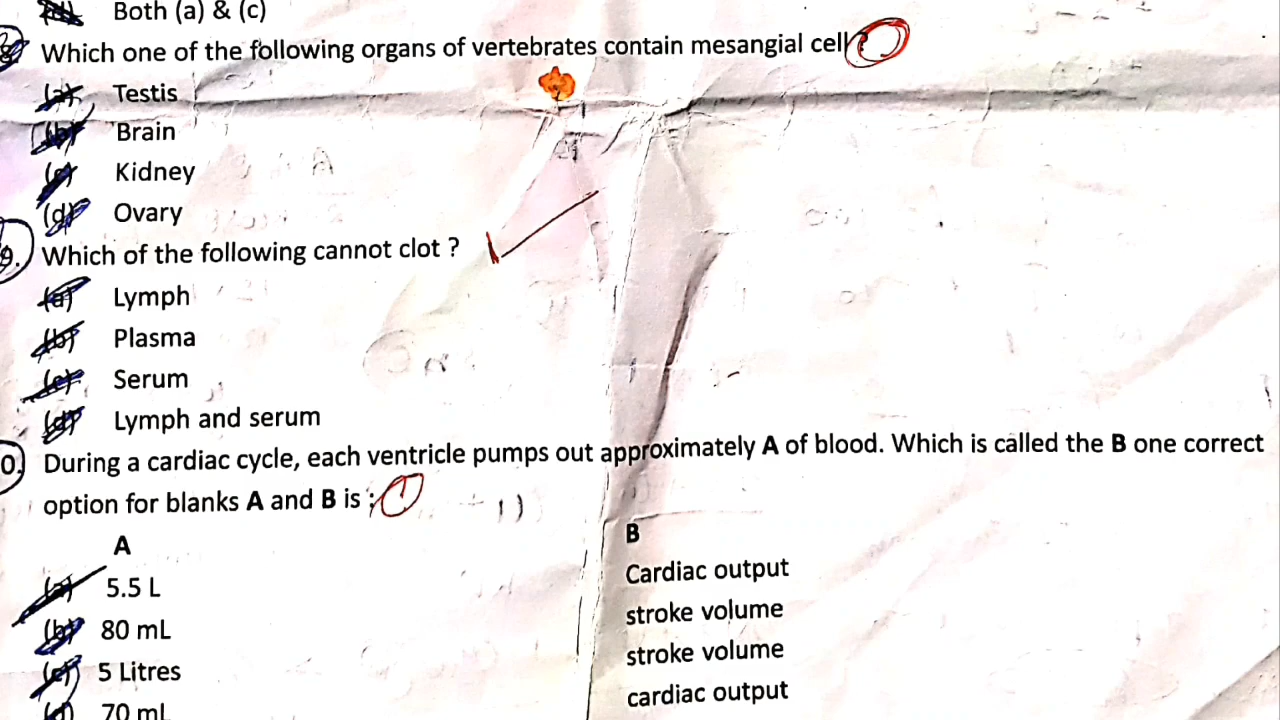 Both (a) & (c)
Which one of the following organs of vertebrates contain mesangial cell ?
(a) Testis
(b) Brain
(c) Kidney
(d) Ovary
9. Which of the following cannot clot ?
(a) Lymph
(b) Plasma
(c) Serum
(d) Lymph and serum
0. During a cardiac cycle, each ventricle pumps out approximately A of blood. Which is called the B one correct
option for blanks A and B is :
A B
(a) 5.5 L Cardiac output
(b) 80 mL stroke volume
(c) 5 Litres stroke volume
(d) 70 mL cardiac output